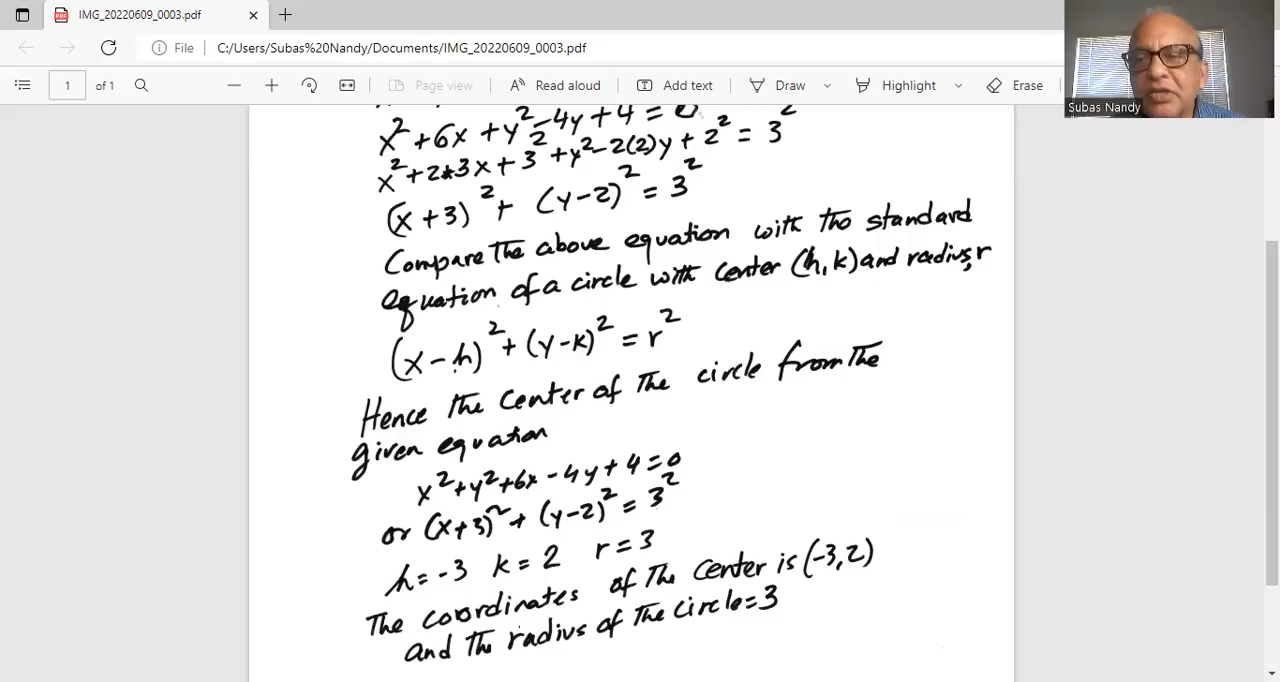 IMG_20220609_0003.pdf
File C:/Users/Subas%20Nandy/Documents/IMG_20220609_0003.pdf
1 of 1 Page view Read aloud Add text Draw Highlight Erase
Subas Nandy
x² + 6x + y² - 4y + 4 = 0
x² + 2*3x + 3² + y² - 2(2)y + 2² = 3²
(x + 3)² + (y - 2)² = 3²
Compare the above equation with the standard
equation of a circle with center (h, k) and radius, r
(x - h)² + (y - k)² = r²
Hence the center of the circle from the
given equation
x² + y² + 6x - 4y + 4 = 0
or (x + 3)² + (y - 2)² = 3²
h = -3 k = 2 r = 3
The coordinates of the center is (-3, 2)
and the radius of the circle = 3